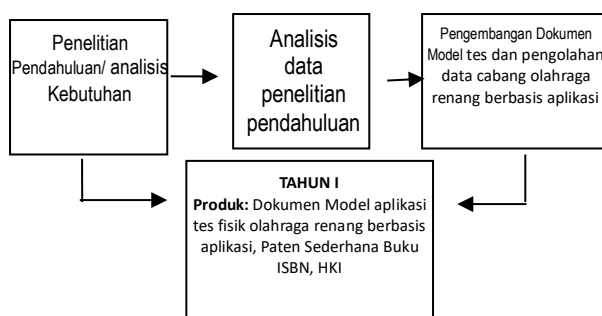 Penelitian
Pendahuluan/ analisis
Kebutuhan
Analisis
data
penelitian
pendahuluan
Pengembangan Dokumen
Model tes dan pengolahan
data cabang olahraga
renang berbasis aplikasi
TAHUN I
Produk: Dokumen Model aplikasi
tes fisik olahraga renang berbasis
aplikasi, Paten Sederhana Buku
ISBN, HKI